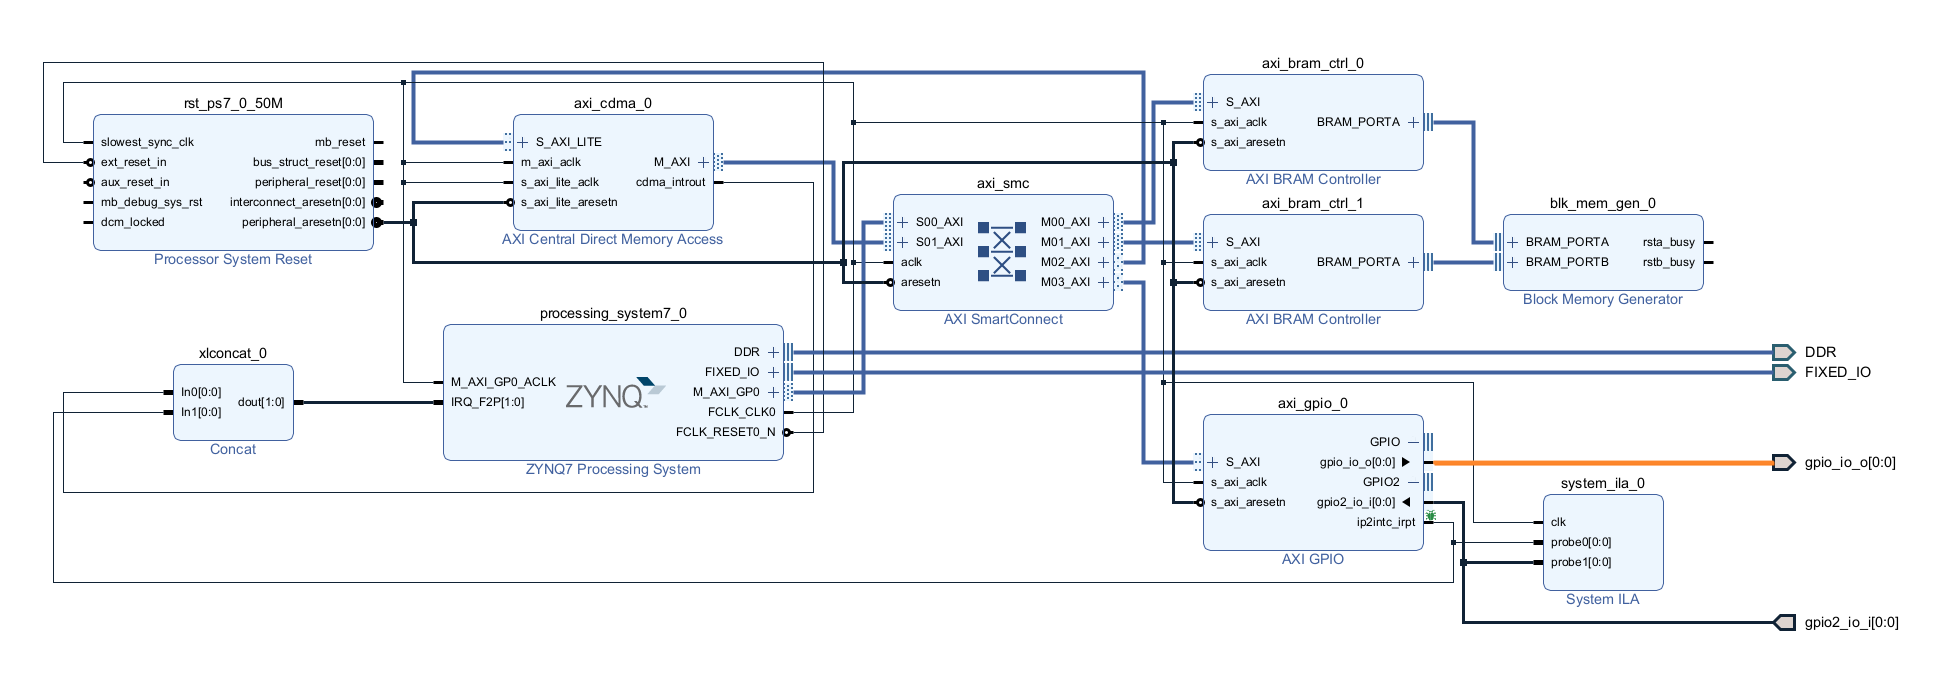 rst_ps7_0_50M
slowest_sync_clk
ext_reset_in
aux_reset_in
mb_debug_sys_rst
dcm_locked
mb_reset
bus_struct_reset[0:0]
peripheral_reset[0:0]
interconnect_aresetn[0:0]
peripheral_aresetn[0:0]
Processor System Reset
axi_cdma_0
S_AXI_LITE
m_axi_aclk
s_axi_lite_aclk
s_axi_lite_aresetn
M_AXI
cdma_introut
AXI Central Direct Memory Access
axi_smc
S00_AXI
S01_AXI
aclk
aresetn
M00_AXI
M01_AXI
M02_AXI
M03_AXI
AXI SmartConnect
axi_bram_ctrl_0
S_AXI
s_axi_aclk
s_axi_aresetn
BRAM_PORTA
AXI BRAM Controller
axi_bram_ctrl_1
S_AXI
s_axi_aclk
s_axi_aresetn
BRAM_PORTA
AXI BRAM Controller
blk_mem_gen_0
BRAM_PORTA
BRAM_PORTB
rsta_busy
rstb_busy
Block Memory Generator
xlconcat_0
In0[0:0]
In1[0:0]
dout[1:0]
Concat
processing_system7_0
M_AXI_GP0_ACLK
IRQ_F2P[1:0]
ZYNQ
DDR
FIXED_IO
M_AXI_GP0
FCLK_CLK0
FCLK_RESET0_N
ZYNQ7 Processing System
DDR
FIXED_IO
axi_gpio_0
S_AXI
s_axi_aclk
s_axi_aresetn
GPIO
gpio_io_o[0:0]
GPIO2
gpio2_io_i[0:0]
ip2intc_irpt
AXI GPIO
gpio_io_o[0:0]
system_ila_0
clk
probe0[0:0]
probe1[0:0]
System ILA
gpio2_io_i[0:0]